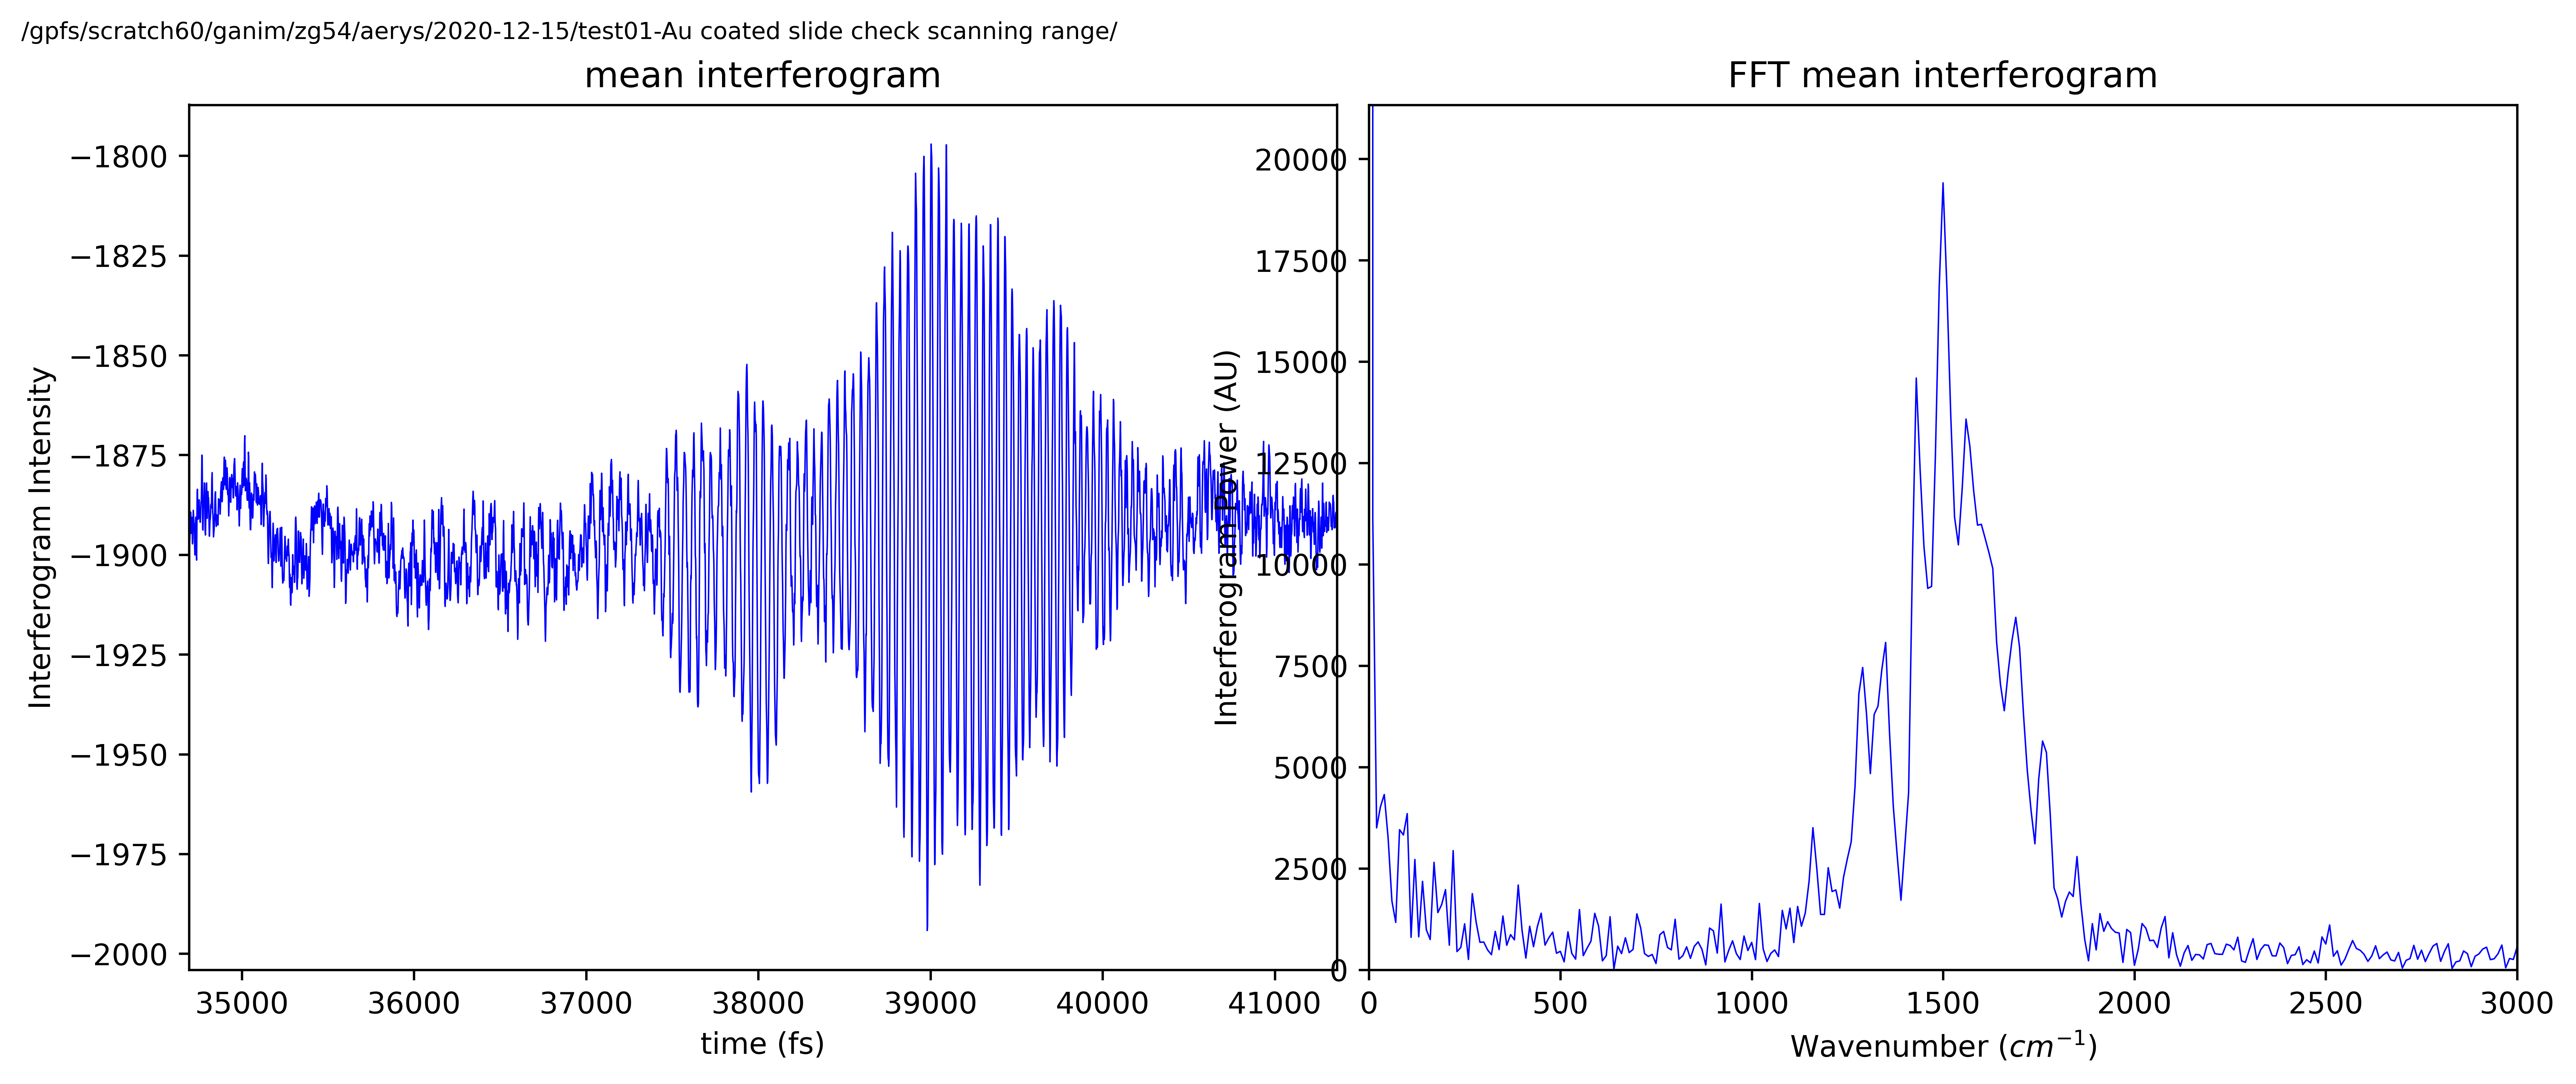 /gpfs/scratch60/ganim/zg54/aerys/2020-12-15/test01-Au coated slide check scanning range/
mean interferogram
−1800
−1825
−1850
−1875
−1900
−1925
−1950
−1975
−2000
Interferogram Intensity
35000 36000 37000 38000 39000 40000 41000
time (fs)
FFT mean interferogram
20000
17500
15000
12500
10000
7500
5000
2500
0
Interferogram Power (AU)
0 500 1000 1500 2000 2500 3000
Wavenumber (cm⁻¹)